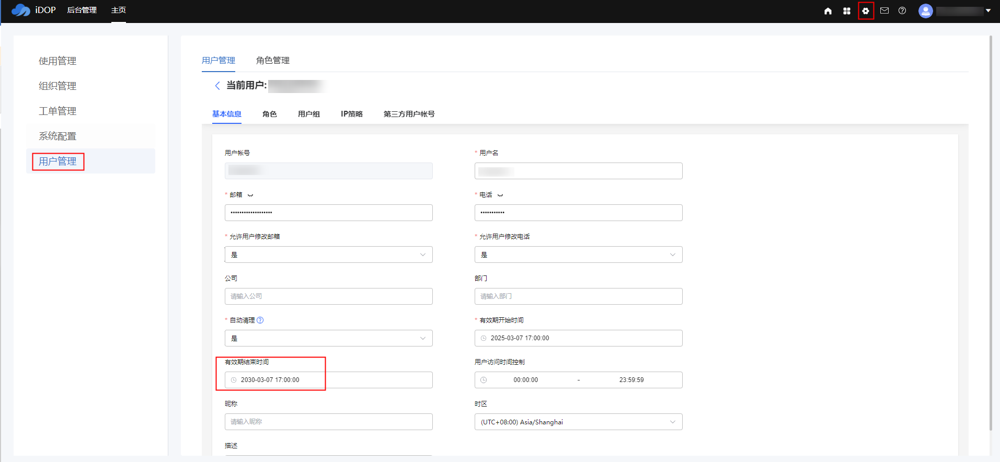 iDOP 后台管理 主页
使用管理
组织管理
工单管理
系统配置
用户管理
用户管理 角色管理
当前用户:
基本信息 角色 用户组 IP策略 第三方用户帐号
用户帐号 * 用户名
* 邮箱 * 电话
••••••••••••••••••• •••••••••••
* 允许用户修改邮箱 * 允许用户修改电话
是 是
公司 部门
请输入公司 请输入部门
* 自动清理 * 有效期开始时间
是 2025-03-07 17:00:00
有效期结束时间 用户访问时间控制
2030-03-07 17:00:00 00:00:00 - 23:59:59
昵称 时区
请输入昵称 (UTC+08:00) Asia/Shanghai
描述